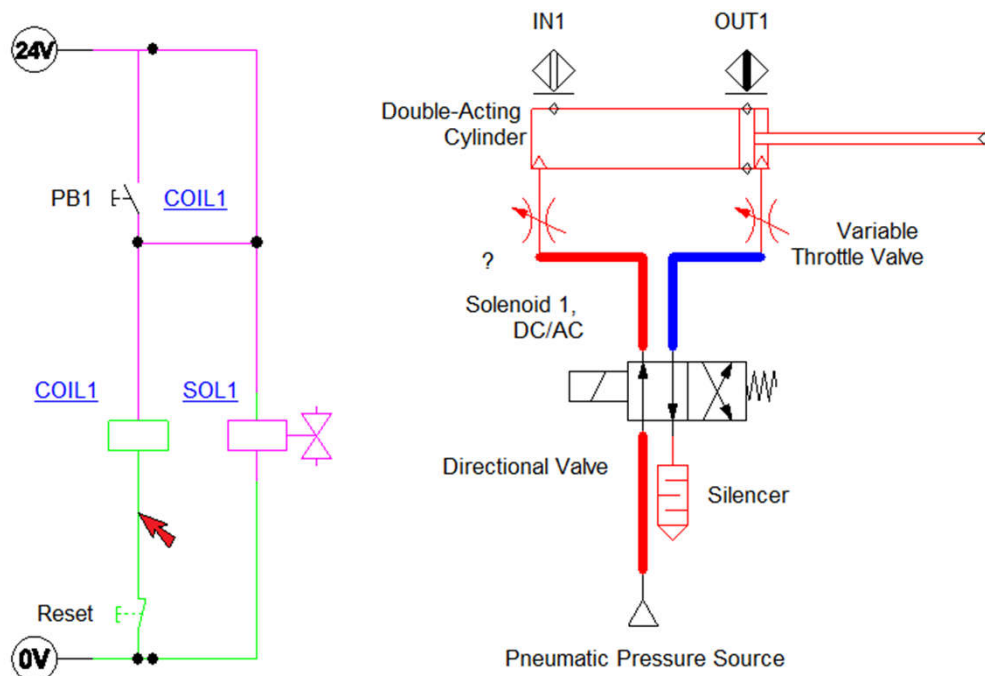 24V
PB1
COIL1
COIL1
SOL1
Reset
0V
IN1
OUT1
Double-Acting
Cylinder
Variable
Throttle Valve
?
Solenoid 1,
DC/AC
Directional Valve
Silencer
Pneumatic Pressure Source